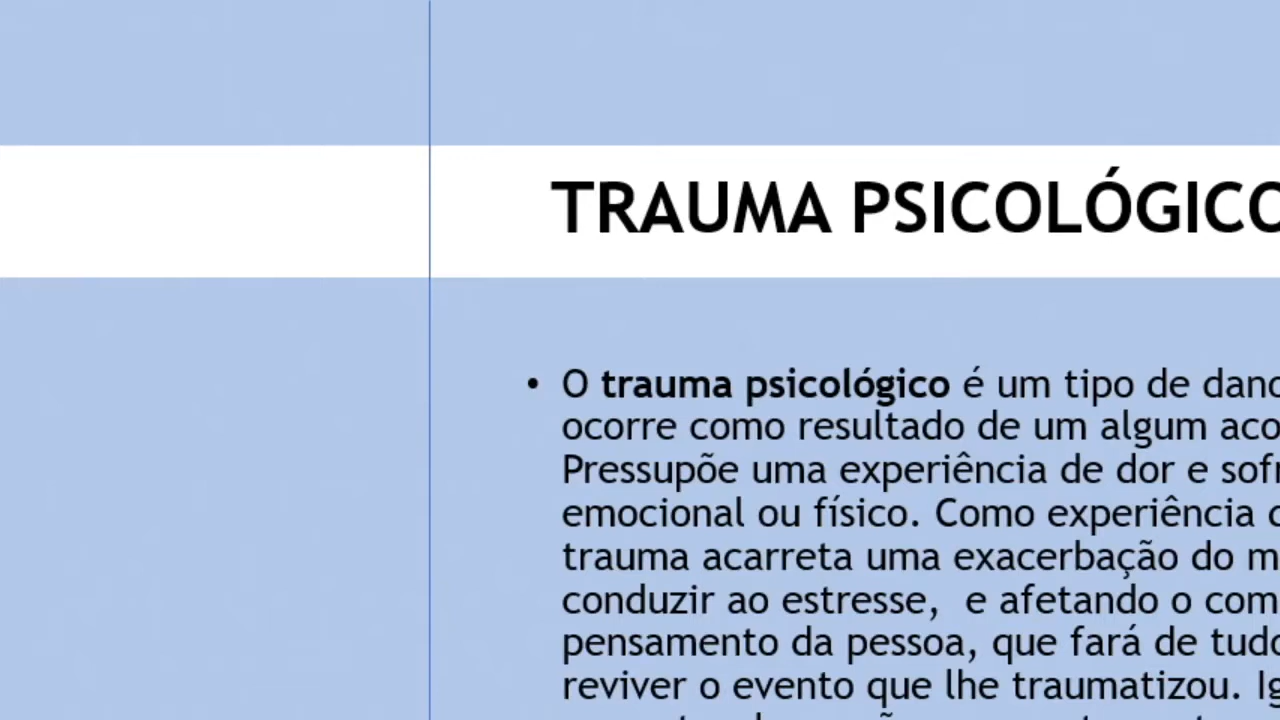 TRAUMA PSICOLÓGICO
• O trauma psicológico é um tipo de
ocorre como resultado de um algum
Pressupõe uma experiência de dor e
emocional ou físico. Como experiência
trauma acarreta uma exacerbação do
conduzir ao estresse,  e afetando o
pensamento da pessoa, que fará de
reviver o evento que lhe traumatizou.